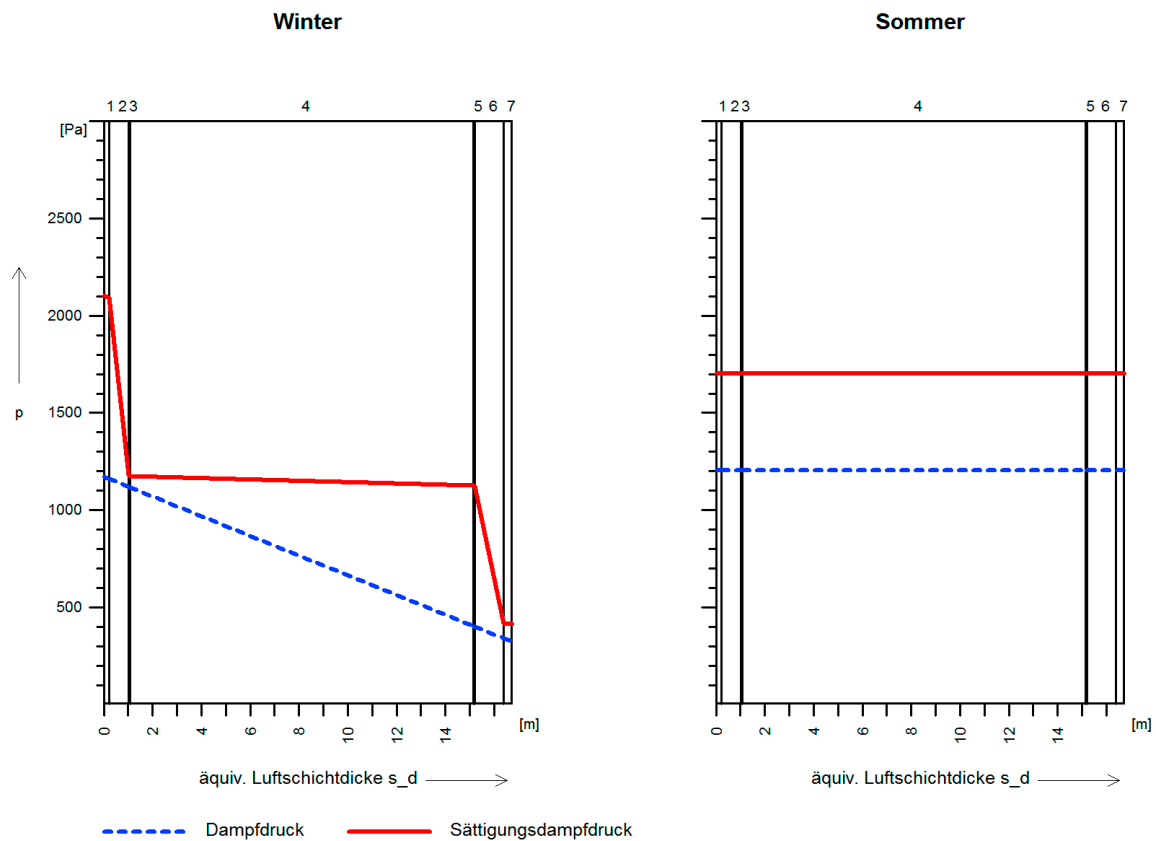 Winter Sommer
1 2 3 4 5 6 7 1 2 3 4 5 6 7
[Pa]
2500
2000
1500
p
1000
500
0 2 4 6 8 10 12 14 [m] 0 2 4 6 8 10 12 14 [m]
äquiv. Luftschichtdicke s_d äquiv. Luftschichtdicke s_d
Dampfdruck Sättigungsdampfdruck